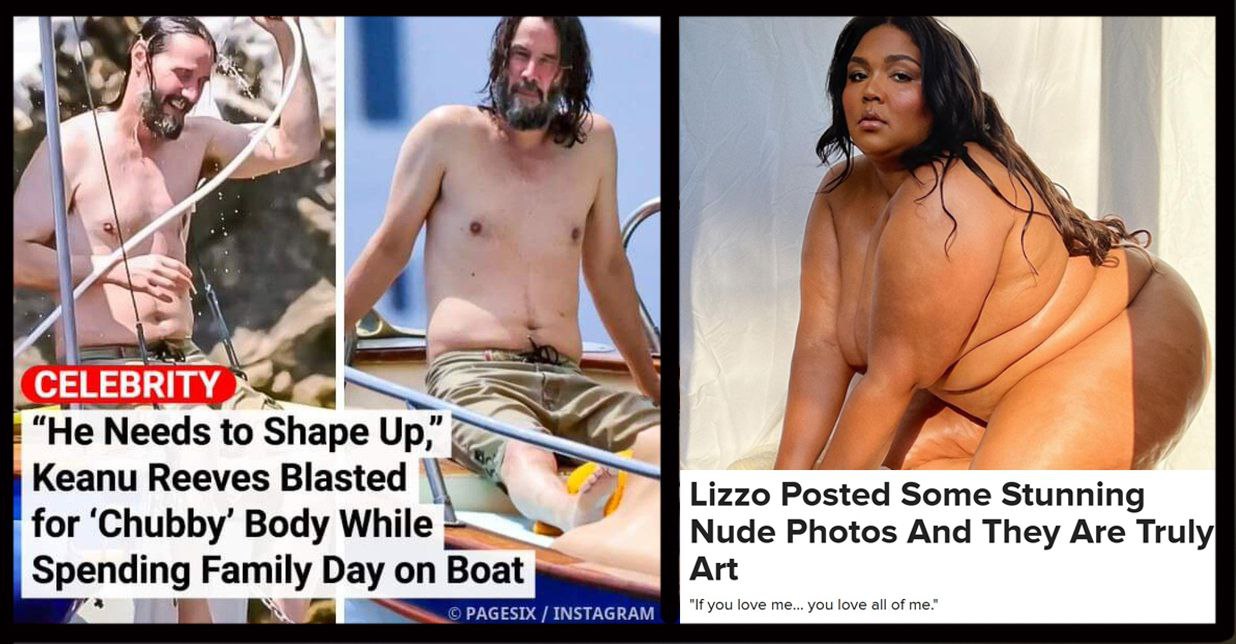 CELEBRITY
“He Needs to Shape Up,”
Keanu Reeves Blasted
for ‘Chubby’ Body While
Spending Family Day on Boat
© PAGESIX / INSTAGRAM
Lizzo Posted Some Stunning
Nude Photos And They Are Truly
Art
"If you love me... you love all of me."